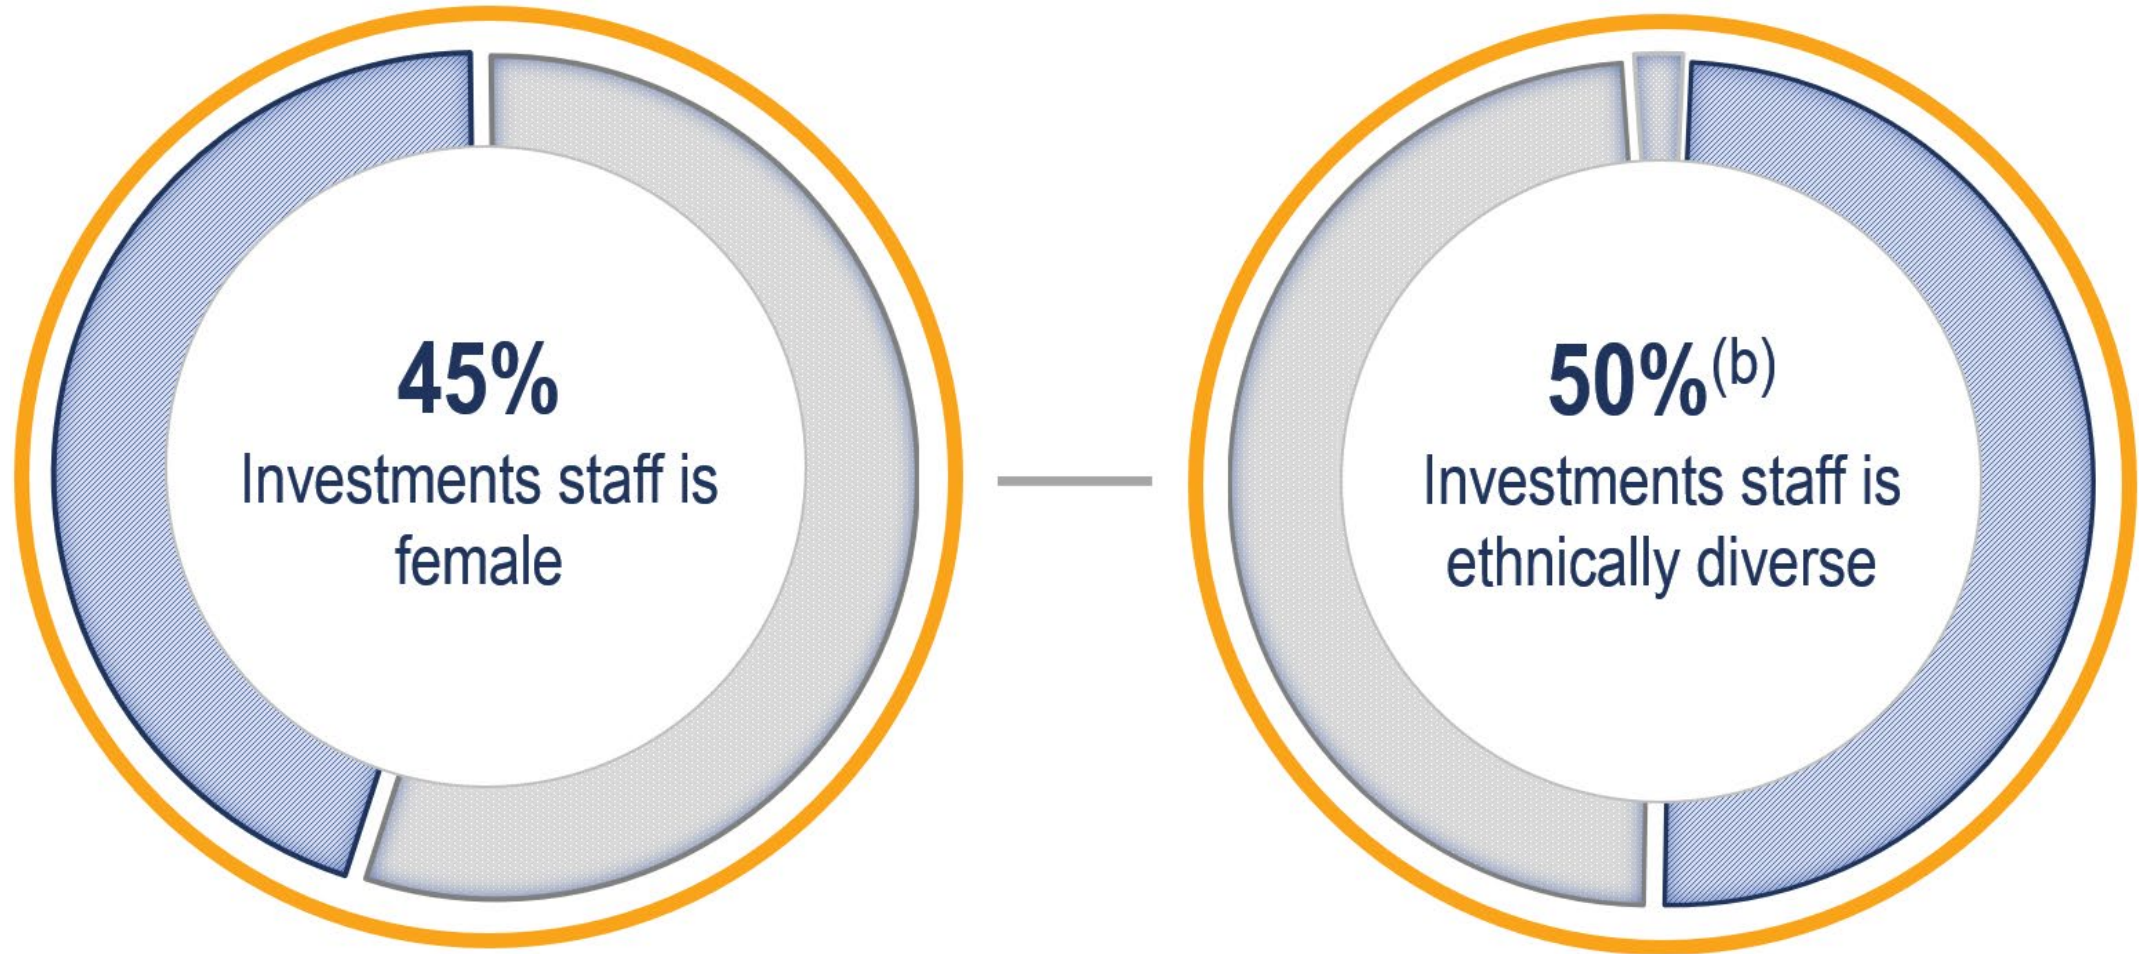 45%
Investments staff is
female
50%(b)
Investments staff is
ethnically diverse